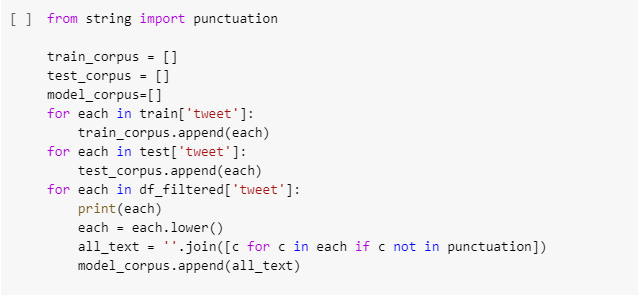 [ ] from string import punctuation
train_corpus = []
test_corpus = []
model_corpus=[]
for each in train['tweet']:
    train_corpus.append(each)
for each in test['tweet']:
    test_corpus.append(each)
for each in df_filtered['tweet']:
    print(each)
    each = each.lower()
    all_text = ''.join([c for c in each if c not in punctuation])
    model_corpus.append(all_text)